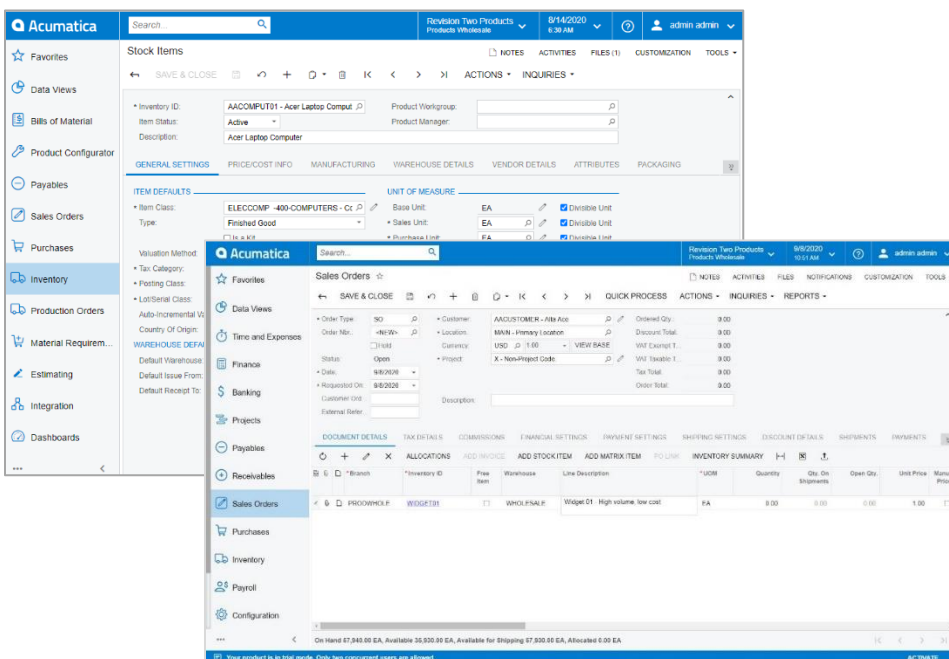 Acumatica
Search...
Revision Two Products
Products Wholesale
8/14/2020
6:30 AM
admin admin
Favorites
Data Views
Bills of Material
Product Configurator
Payables
Sales Orders
Purchases
Inventory
Production Orders
Material Requirem...
Estimating
Integration
Dashboards
Stock Items
NOTES ACTIVITIES FILES (1) CUSTOMIZATION TOOLS
SAVE & CLOSE ACTIONS INQUIRIES
Inventory ID: AACOMPUT01 - Acer Laptop Comput Product Workgroup:
Item Status: Active Product Manager:
Description: Acer Laptop Computer
GENERAL SETTINGS PRICE/COST INFO MANUFACTURING WAREHOUSE DETAILS VENDOR DETAILS ATTRIBUTES PACKAGING
ITEM DEFAULTS UNIT OF MEASURE
Item Class: ELECCOMP -400-COMPUTERS - Cc Base Unit: EA Divisible Unit
Type: Finished Good Sales Unit: EA Divisible Unit
Is a Kit Purchase Unit: EA Divisible Unit
Valuation Method:
Tax Category:
Posting Class:
Lot/Serial Class:
Auto-Incremental Va
Country Of Origin:
WAREHOUSE DEFA
Default Warehouse:
Default Issue From:
Default Receipt To:
Acumatica
Search...
Revision Two Products
Products Wholesale
9/8/2020
10:51 AM
admin admin
Favorites
Data Views
Time and Expenses
Finance
Banking
Projects
Payables
Receivables
Sales Orders
Purchases
Inventory
Payroll
Configuration
Sales Orders
NOTES ACTIVITIES FILES NOTIFICATIONS CUSTOMIZATION TOOLS
SAVE & CLOSE QUICK PROCESS ACTIONS INQUIRIES REPORTS
Order Type: SO Customer: AACUSTOMER - Alta Ace Ordered Qty.: 0.00
Order Nbr.: <NEW> Location: MAIN - Primary Location Discount Total: 0.00
Hold Currency: USD 1.00 VIEW BASE VAT Exempt T... 0.00
Status: Open Project: X - Non-Project Code. VAT Taxable T... 0.00
Date: 9/8/2020 Tax Total: 0.00
Requested On: 9/8/2020 Order Total: 0.00
Customer Ord Description:
External Refer...
DOCUMENT DETAILS TAX DETAILS COMMISSIONS FINANCIAL SETTINGS PAYMENT SETTINGS SHIPPING SETTINGS DISCOUNT DETAILS SHIPMENTS PAYMENTS
ALLOCATIONS ADD INVOICE ADD STOCK ITEM ADD MATRIX ITEM PO LINK INVENTORY SUMMARY
*Branch *Inventory ID Free Item Warehouse Line Description *UOM Quantity Qty. On Shipments Open Qty. Unit Price Manu Price
PRODWHOLE WIDGET01 WHOLESALE Widget 01 - High volume, low cost EA 0.00 0.00 0.00 1.00
On Hand 67,940.00 EA, Available 36,930.00 EA, Available for Shipping 67,930.00 EA, Allocated 0.00 EA
Your product is in trial mode. Only two concurrent users are allowed. ACTIVATE